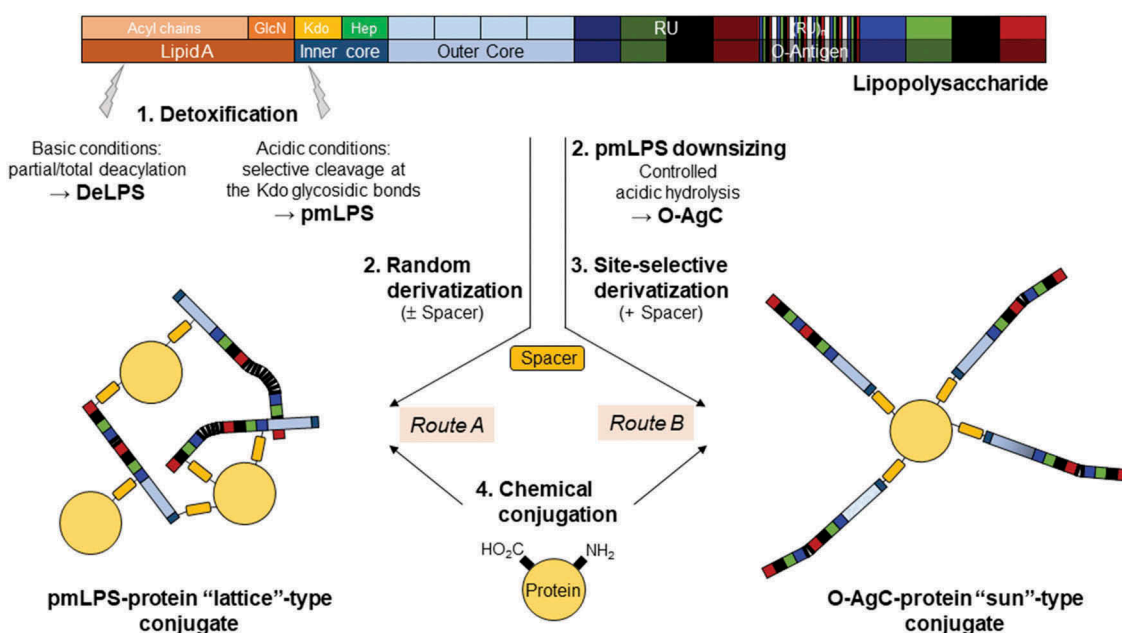 Acyl chains GlcN Kdo Hep RU (RU)n
Lipid A Inner core Outer Core O-Antigen
Lipopolysaccharide
1. Detoxification
Basic conditions:
partial/total deacylation
→ DeLPS
Acidic conditions:
selective cleavage at
the Kdo glycosidic bonds
→ pmLPS
2. pmLPS downsizing
Controlled
acidic hydrolysis
→ O-AgC
2. Random
derivatization
(± Spacer)
3. Site-selective
derivatization
(+ Spacer)
Spacer
Route A
Route B
4. Chemical
conjugation
HO₂C
NH₂
Protein
pmLPS-protein “lattice”-type
conjugate
O-AgC-protein “sun”-type
conjugate